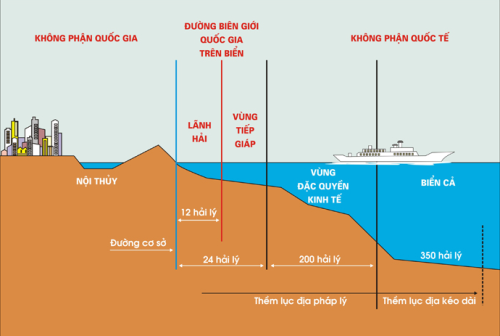 KHÔNG PHẬN QUỐC GIA
ĐƯỜNG BIÊN GIỚI
QUỐC GIA
TRÊN BIỂN
KHÔNG PHẬN QUỐC TẾ
LÃNH
HẢI
VÙNG
TIẾP
GIÁP
NỘI THỦY
VÙNG
ĐẶC QUYỀN
KINH TẾ
BIỂN CẢ
12 hải lý
Đường cơ sở
24 hải lý
200 hải lý
350 hải lý
Thềm lục địa pháp lý
Thềm lục địa kéo dài